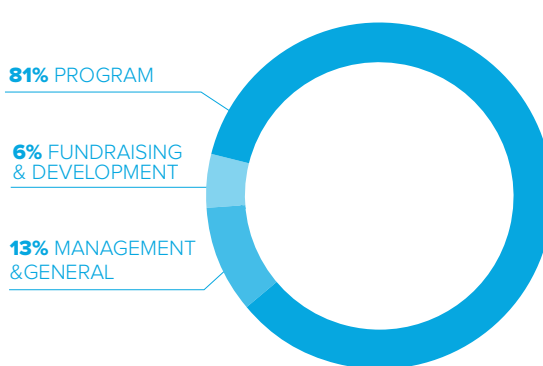 81% PROGRAM
6% FUNDRAISING
& DEVELOPMENT
13% MANAGEMENT
&GENERAL